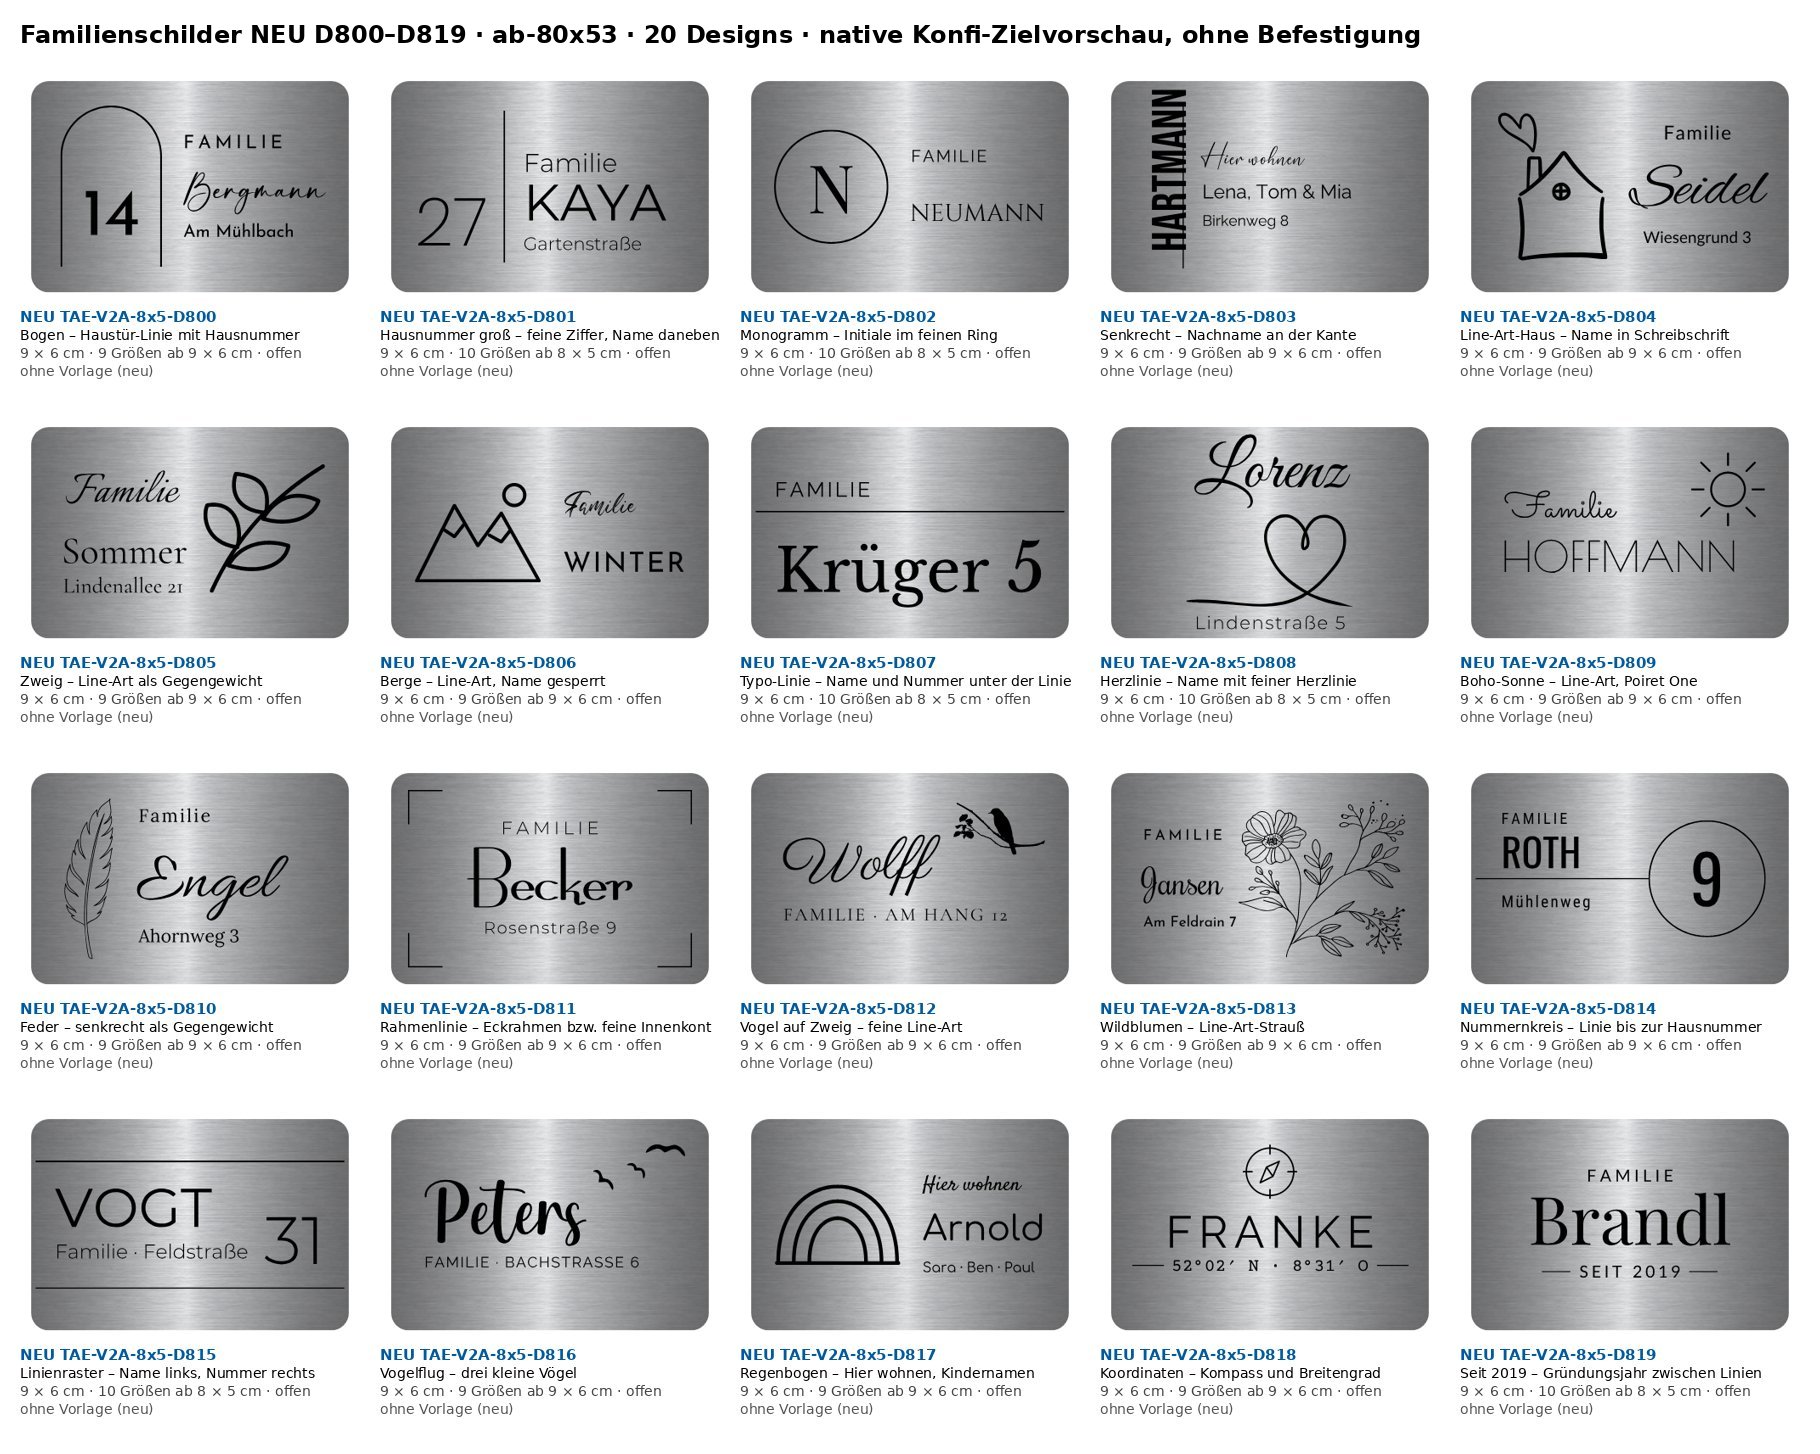 Familienschilder NEU D800–D819 · ab-80x53 · 20 Designs · native Konfi-Zielvorschau, ohne Befestigung
14
FAMILIE
Bergmann
Am Mühlbach
NEU TAE-V2A-8x5-D800
Bogen – Haustür-Linie mit Hausnummer
9 × 6 cm · 9 Größen ab 9 × 6 cm · offen
ohne Vorlage (neu)
27
Familie
KAYA
Gartenstraße
NEU TAE-V2A-8x5-D801
Hausnummer groß – feine Ziffer, Name daneben
9 × 6 cm · 10 Größen ab 8 × 5 cm · offen
ohne Vorlage (neu)
N
FAMILIE
NEUMANN
NEU TAE-V2A-8x5-D802
Monogramm – Initiale im feinen Ring
9 × 6 cm · 10 Größen ab 8 × 5 cm · offen
ohne Vorlage (neu)
HARTMANN
Hier wohnen
Lena, Tom & Mia
Birkenweg 8
NEU TAE-V2A-8x5-D803
Senkrecht – Nachname an der Kante
9 × 6 cm · 9 Größen ab 9 × 6 cm · offen
ohne Vorlage (neu)
Familie
Seidel
Wiesengrund 3
NEU TAE-V2A-8x5-D804
Line-Art-Haus – Name in Schreibschrift
9 × 6 cm · 9 Größen ab 9 × 6 cm · offen
ohne Vorlage (neu)
Familie
Sommer
Lindenallee 21
NEU TAE-V2A-8x5-D805
Zweig – Line-Art als Gegengewicht
9 × 6 cm · 9 Größen ab 9 × 6 cm · offen
ohne Vorlage (neu)
Familie
WINTER
NEU TAE-V2A-8x5-D806
Berge – Line-Art, Name gesperrt
9 × 6 cm · 9 Größen ab 9 × 6 cm · offen
ohne Vorlage (neu)
FAMILIE
Krüger 5
NEU TAE-V2A-8x5-D807
Typo-Linie – Name und Nummer unter der Linie
9 × 6 cm · 10 Größen ab 8 × 5 cm · offen
ohne Vorlage (neu)
Lorenz
Lindenstraße 5
NEU TAE-V2A-8x5-D808
Herzlinie – Name mit feiner Herzlinie
9 × 6 cm · 10 Größen ab 8 × 5 cm · offen
ohne Vorlage (neu)
Familie
HOFFMANN
NEU TAE-V2A-8x5-D809
Boho-Sonne – Line-Art, Poiret One
9 × 6 cm · 9 Größen ab 9 × 6 cm · offen
ohne Vorlage (neu)
Familie
Engel
Ahornweg 3
NEU TAE-V2A-8x5-D810
Feder – senkrecht als Gegengewicht
9 × 6 cm · 9 Größen ab 9 × 6 cm · offen
ohne Vorlage (neu)
FAMILIE
Becker
Rosenstraße 9
NEU TAE-V2A-8x5-D811
Rahmenlinie – Eckrahmen bzw. feine Innenkont
9 × 6 cm · 9 Größen ab 9 × 6 cm · offen
ohne Vorlage (neu)
Wolff
FAMILIE · AM HANG 12
NEU TAE-V2A-8x5-D812
Vogel auf Zweig – feine Line-Art
9 × 6 cm · 9 Größen ab 9 × 6 cm · offen
ohne Vorlage (neu)
FAMILIE
Jansen
Am Feldrain 7
NEU TAE-V2A-8x5-D813
Wildblumen – Line-Art-Strauß
9 × 6 cm · 9 Größen ab 9 × 6 cm · offen
ohne Vorlage (neu)
FAMILIE
ROTH
Mühlenweg
9
NEU TAE-V2A-8x5-D814
Nummernkreis – Linie bis zur Hausnummer
9 × 6 cm · 9 Größen ab 9 × 6 cm · offen
ohne Vorlage (neu)
VOGT
Familie · Feldstraße
31
NEU TAE-V2A-8x5-D815
Linienraster – Name links, Nummer rechts
9 × 6 cm · 10 Größen ab 8 × 5 cm · offen
ohne Vorlage (neu)
Peters
FAMILIE · BACHSTRASSE 6
NEU TAE-V2A-8x5-D816
Vogelflug – drei kleine Vögel
9 × 6 cm · 9 Größen ab 9 × 6 cm · offen
ohne Vorlage (neu)
Hier wohnen
Arnold
Sara · Ben · Paul
NEU TAE-V2A-8x5-D817
Regenbogen – Hier wohnen, Kindernamen
9 × 6 cm · 9 Größen ab 9 × 6 cm · offen
ohne Vorlage (neu)
FRANKE
52°02′ N · 8°31′ O
NEU TAE-V2A-8x5-D818
Koordinaten – Kompass und Breitengrad
9 × 6 cm · 9 Größen ab 9 × 6 cm · offen
ohne Vorlage (neu)
FAMILIE
Brandl
SEIT 2019
NEU TAE-V2A-8x5-D819
Seit 2019 – Gründungsjahr zwischen Linien
9 × 6 cm · 10 Größen ab 8 × 5 cm · offen
ohne Vorlage (neu)